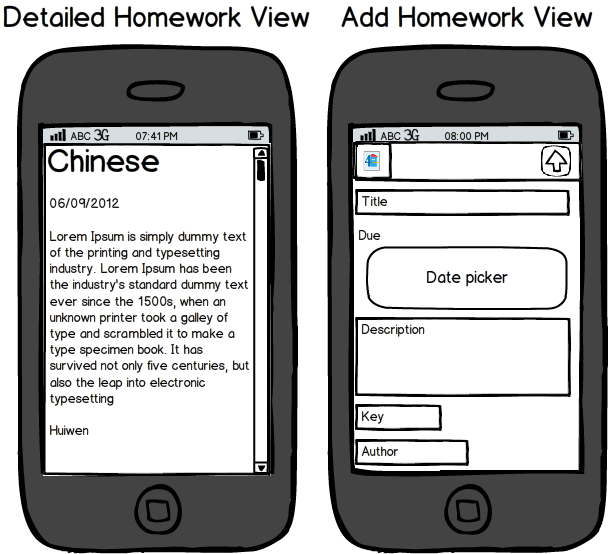 Detailed Homework View
Add Homework View
ABC 3G 07:41 PM
Chinese
06/09/2012
Lorem Ipsum is simply dummy text
of the printing and typesetting
industry. Lorem Ipsum has been
the industry's standard dummy text
ever since the 1500s, when an
unknown printer took a galley of
type and scrambled it to make a
type specimen book. It has
survived not only five centuries, but
also the leap into electronic
typesetting
Huiwen
ABC 3G 08:00 PM
4
Title
Due
Date picker
Description
Key
Author